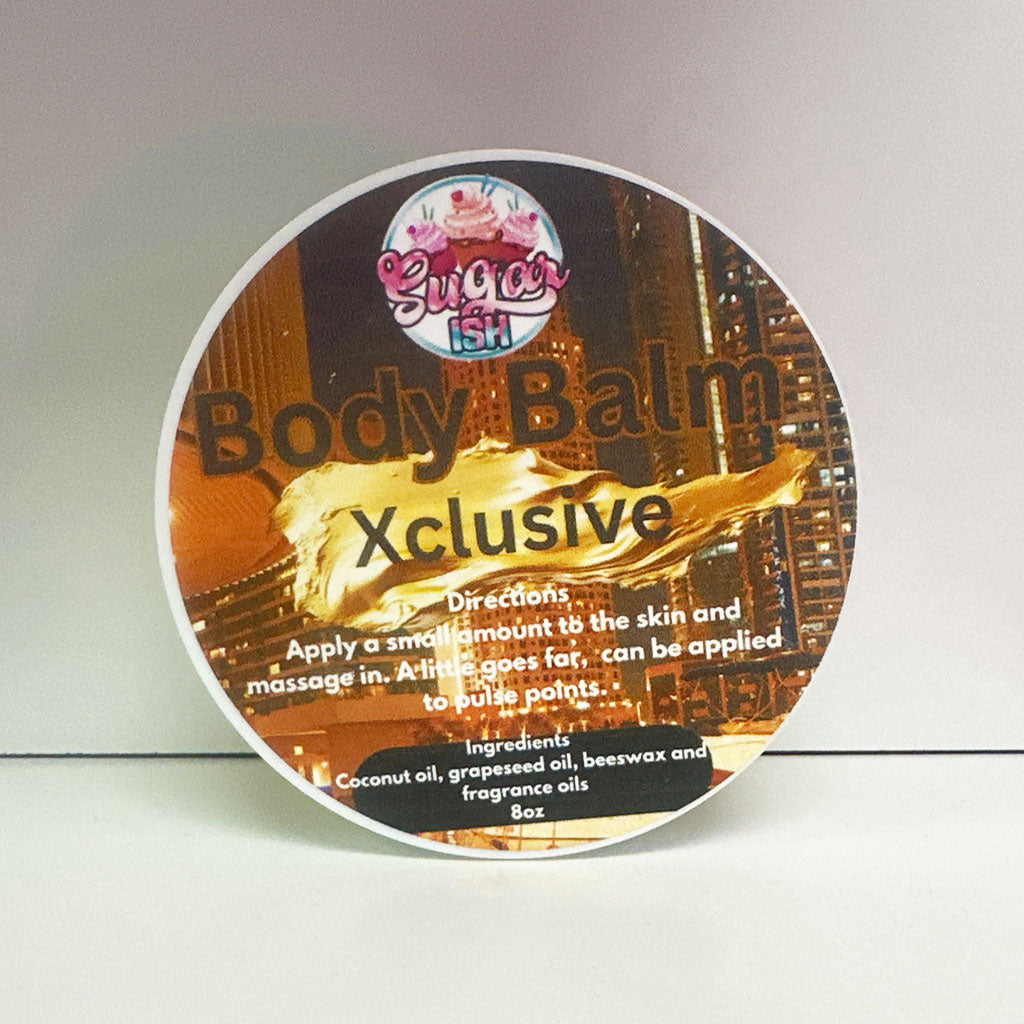 Sugar
ISH
Body Balm
Xclusive
Directions
Apply a small amount to the skin and
massage in. A little goes far, can be applied
to pulse points.
Ingredients
Coconut oil, grapeseed oil, beeswax and
fragrance oils
8oz